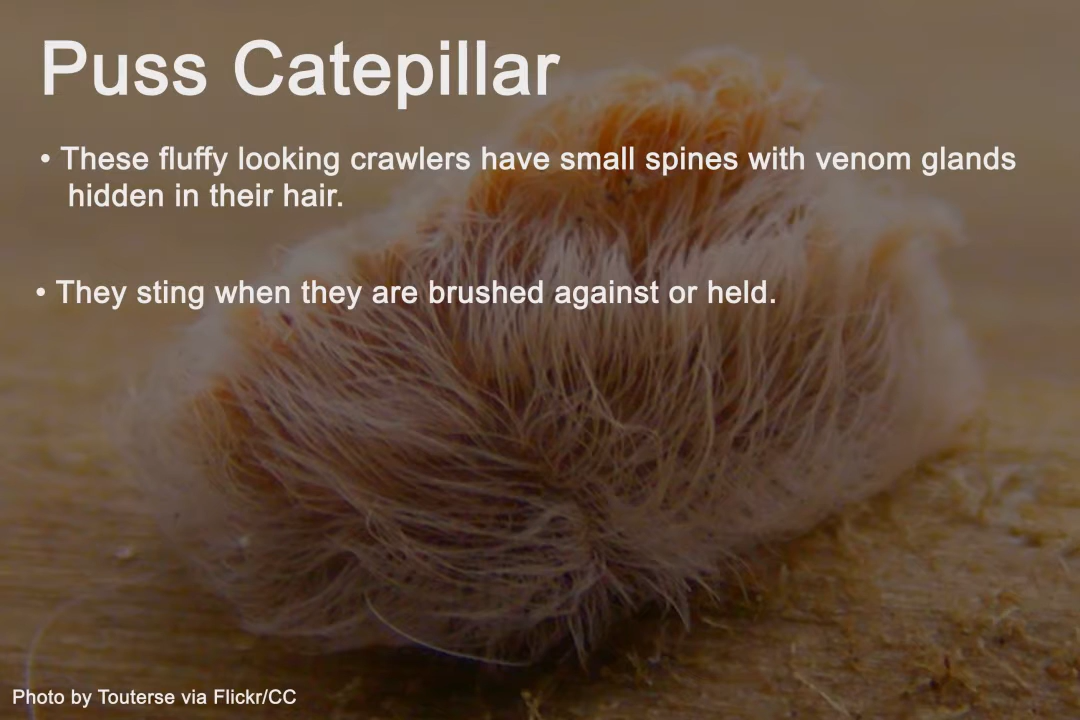 Puss Catepillar
• These fluffy looking crawlers have small spines with venom glands
hidden in their hair.
• They sting when they are brushed against or held.
Photo by Touterse via Flickr/CC